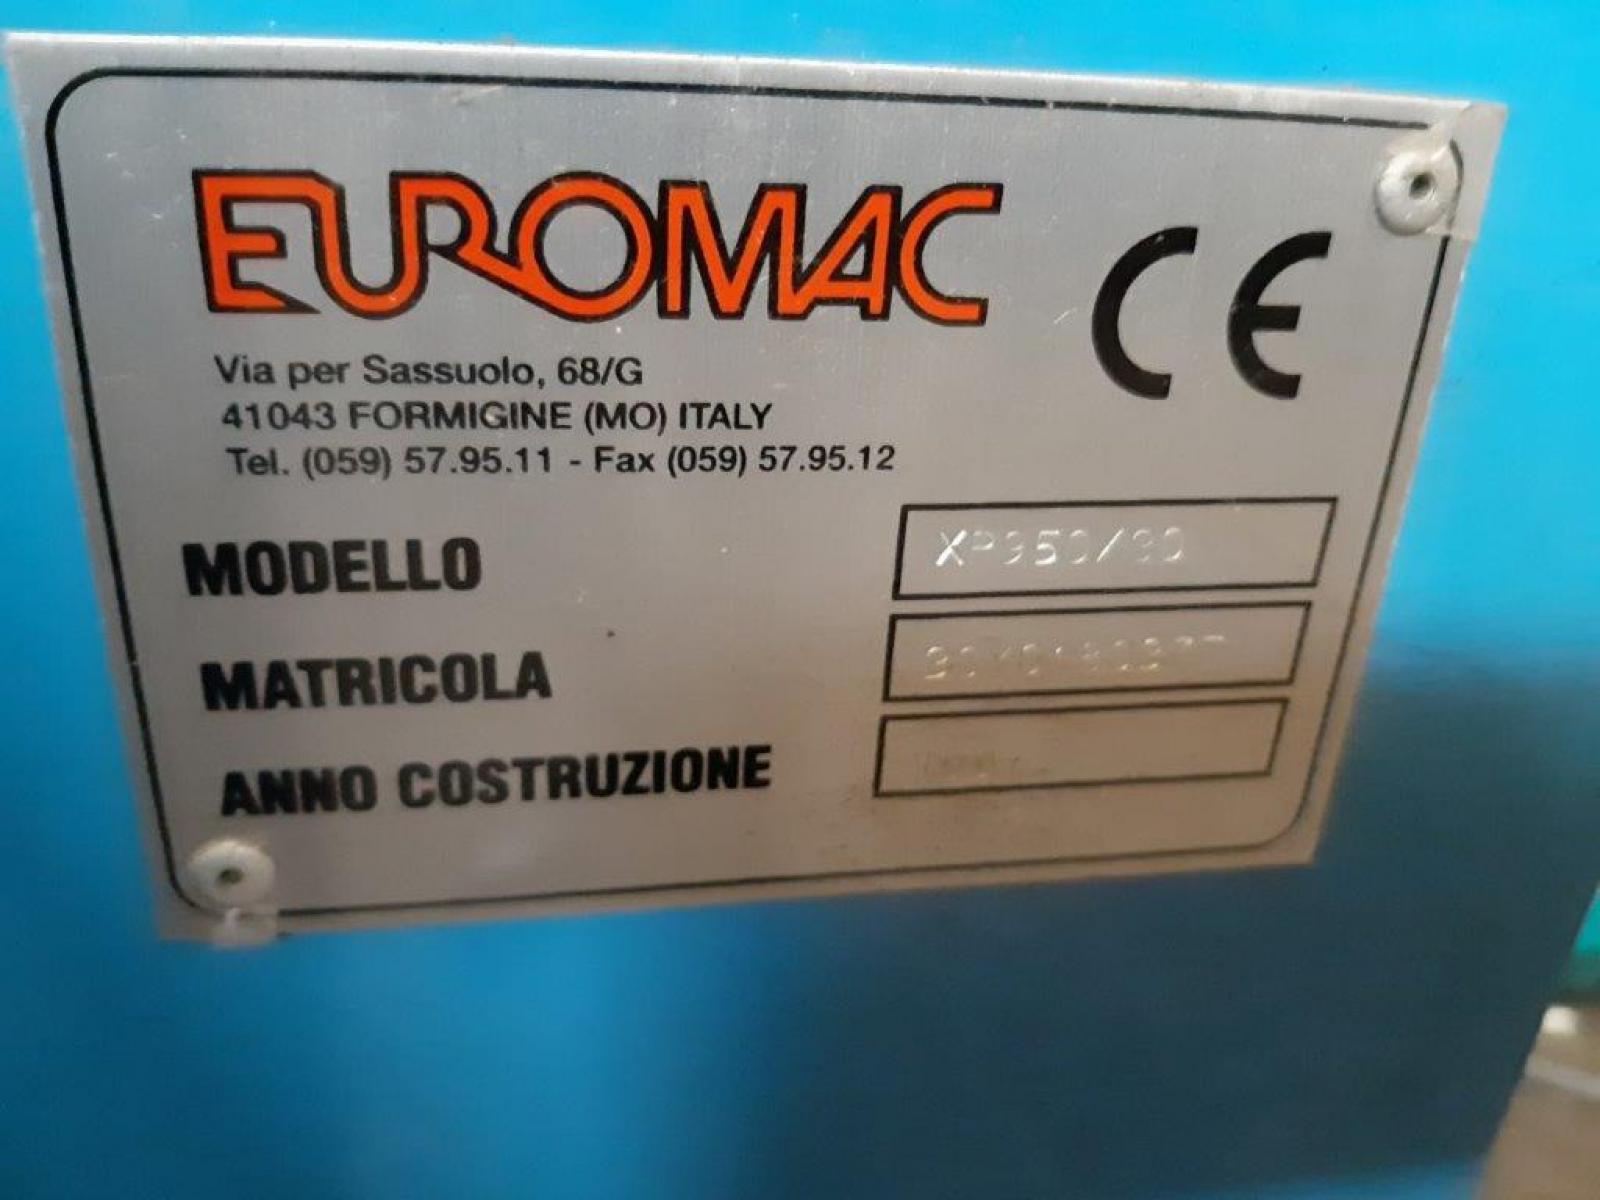 EUROMAC
CE
Via per Sassuolo, 68/G
41043 FORMIGINE (MO) ITALY
Tel. (059) 57.95.11 - Fax (059) 57.95.12
MODELLO
MATRICOLA
ANNO COSTRUZIONE